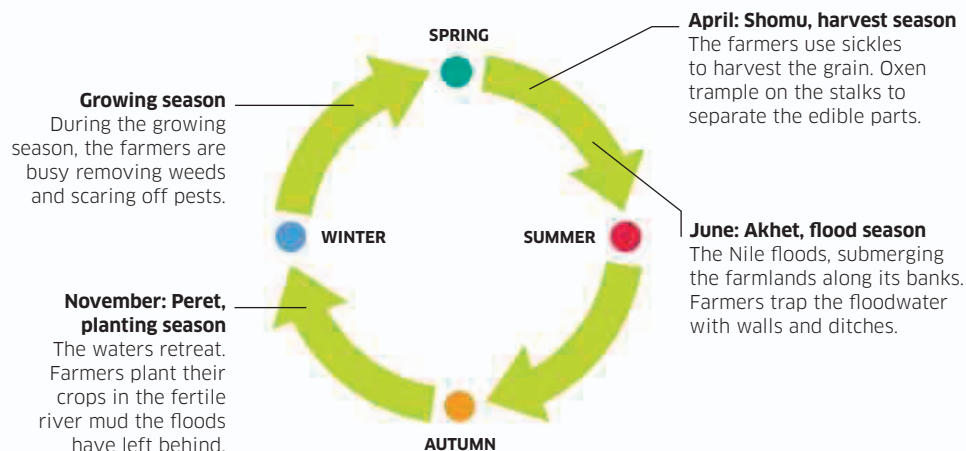 SPRING
April: Shomu, harvest season
The farmers use sickles
to harvest the grain. Oxen
trample on the stalks to
separate the edible parts.
Growing season
During the growing
season, the farmers are
busy removing weeds
and scaring off pests.
WINTER
SUMMER
June: Akhet, flood season
The Nile floods, submerging
the farmlands along its banks.
Farmers trap the floodwater
with walls and ditches.
November: Peret,
planting season
The waters retreat.
Farmers plant their
crops in the fertile
river mud the floods
have left behind.
AUTUMN